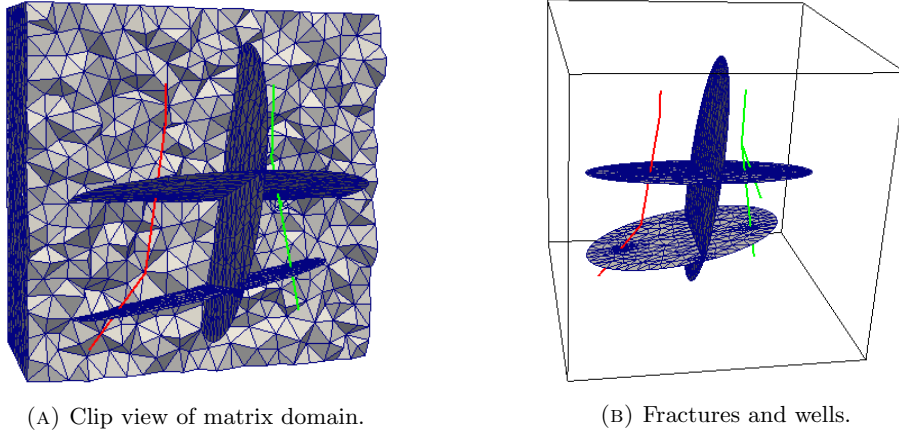 (A) Clip view of matrix domain.
(B) Fractures and wells.